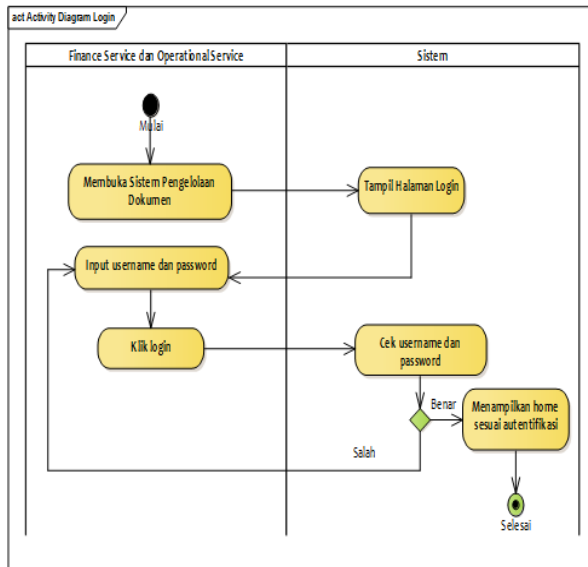 act Activity Diagram Login
Finance Service dan Operational Service
Sistem
Mulai
Membuka Sistem Pengelolaan
Dokumen
Tampil Halaman Login
Input username dan password
Klik login
Cek username dan
password
Benar
Menampilkan home
sesuai autentifikasi
Salah
Selesai